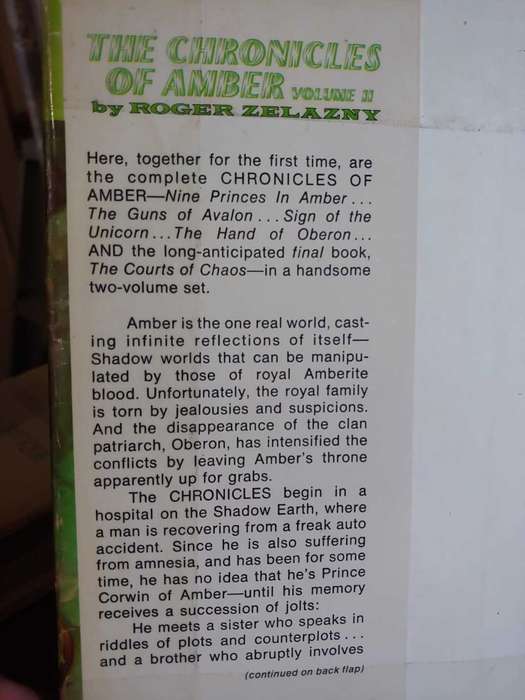 THE CHRONICLES
OF AMBER VOLUME II
by ROGER ZELAZNY
Here, together for the first time, are
the complete CHRONICLES OF
AMBER—Nine Princes In Amber...
The Guns of Avalon...Sign of the
Unicorn...The Hand of Oberon...
AND the long-anticipated final book,
The Courts of Chaos—in a handsome
two-volume set.
Amber is the one real world, cast-
ing infinite reflections of itself—
Shadow worlds that can be manipu-
lated by those of royal Amberite
blood. Unfortunately, the royal family
is torn by jealousies and suspicions.
And the disappearance of the clan
patriarch, Oberon, has intensified the
conflicts by leaving Amber's throne
apparently up for grabs.
The CHRONICLES begin in a
hospital on the Shadow Earth, where
a man is recovering from a freak auto
accident. Since he is also suffering
from amnesia, and has been for some
time, he has no idea that he's Prince
Corwin of Amber—until his memory
receives a succession of jolts:
He meets a sister who speaks in
riddles of plots and counterplots...
and a brother who abruptly involves
(continued on back flap)